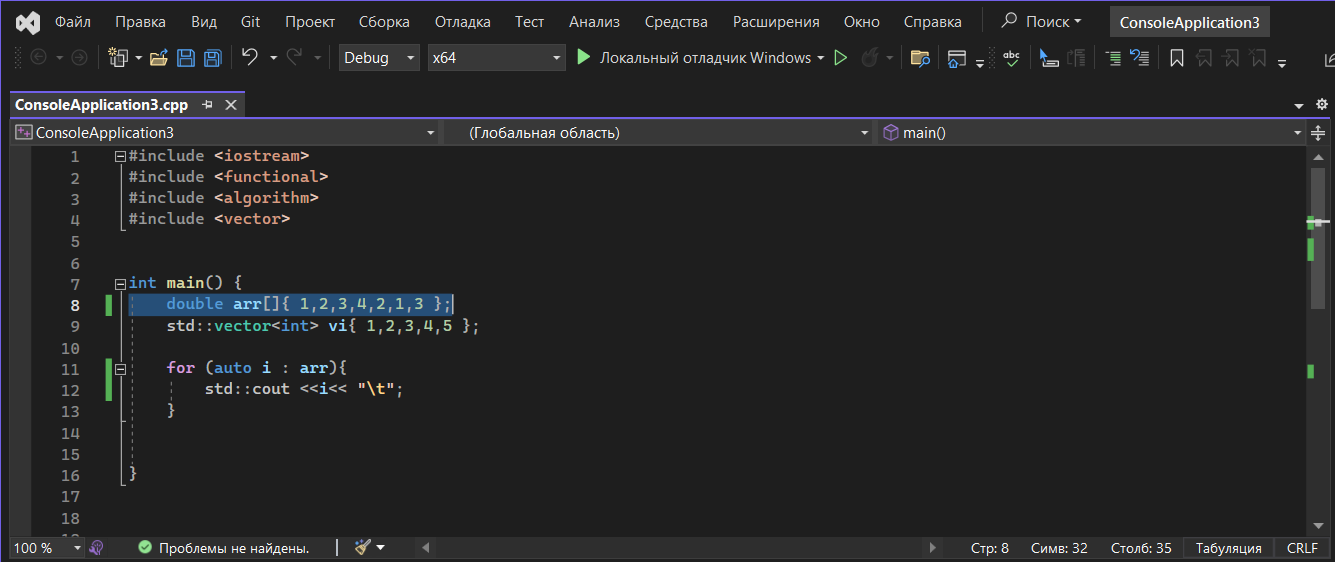 Файл Правка Вид Git Проект Сборка Отладка Тест Анализ Средства Расширения Окно Справка Поиск ConsoleApplication3
Debug x64 Локальный отладчик Windows abc
ConsoleApplication3.cpp
ConsoleApplication3 (Глобальная область) main()
1 #include <iostream>
2 #include <functional>
3 #include <algorithm>
4 #include <vector>
5
6
7 int main() {
8 double arr[]{ 1,2,3,4,2,1,3 };
9 std::vector<int> vi{ 1,2,3,4,5 };
10
11 for (auto i : arr){
12 std::cout <<i<< "\t";
13 }
14
15
16 }
17
18
100 % Проблемы не найдены. Стр: 8 Симв: 32 Столб: 35 Табуляция CRLF